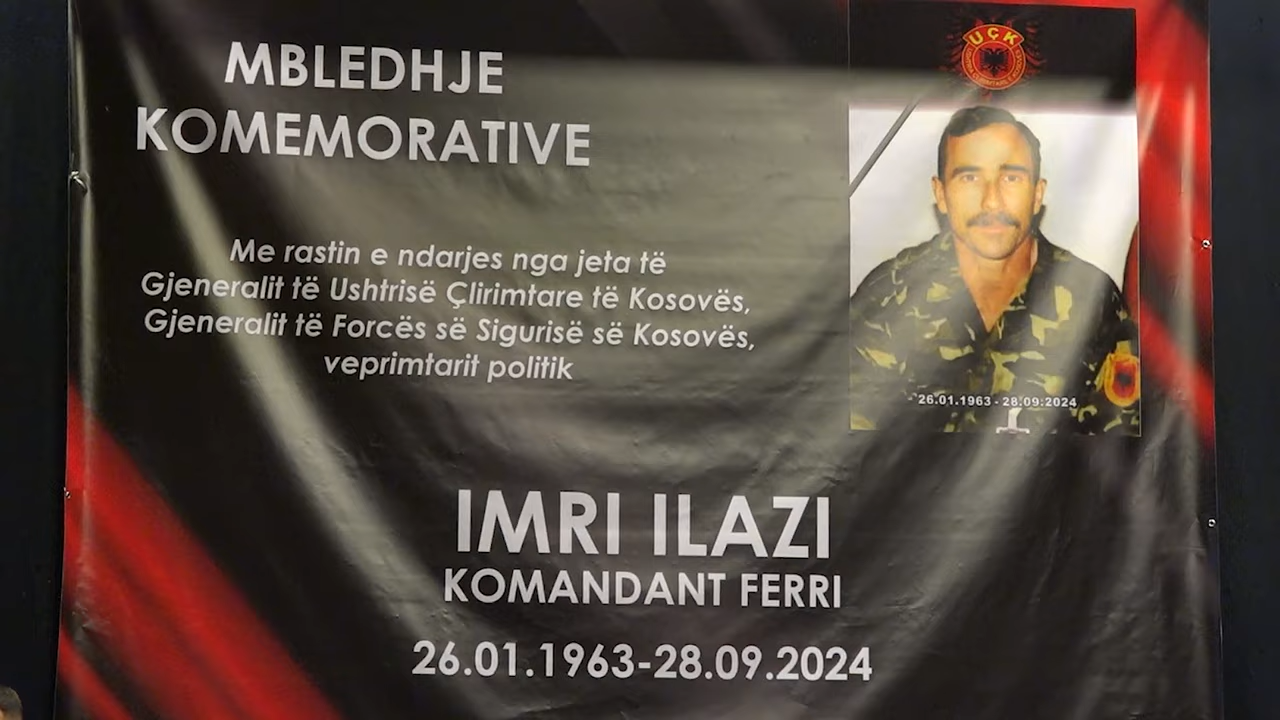 MBLEDHJE
KOMEMORATIVE
UÇK
Me rastin e ndarjes nga jeta të
Gjeneralit të Ushtrisë Çlirimtare të Kosovës,
Gjeneralit të Forcës së Sigurisë së Kosovës,
veprimtarit politik
26.01.1963 - 28.09.2024
IMRI ILAZI
KOMANDANT FERRI
26.01.1963-28.09.2024